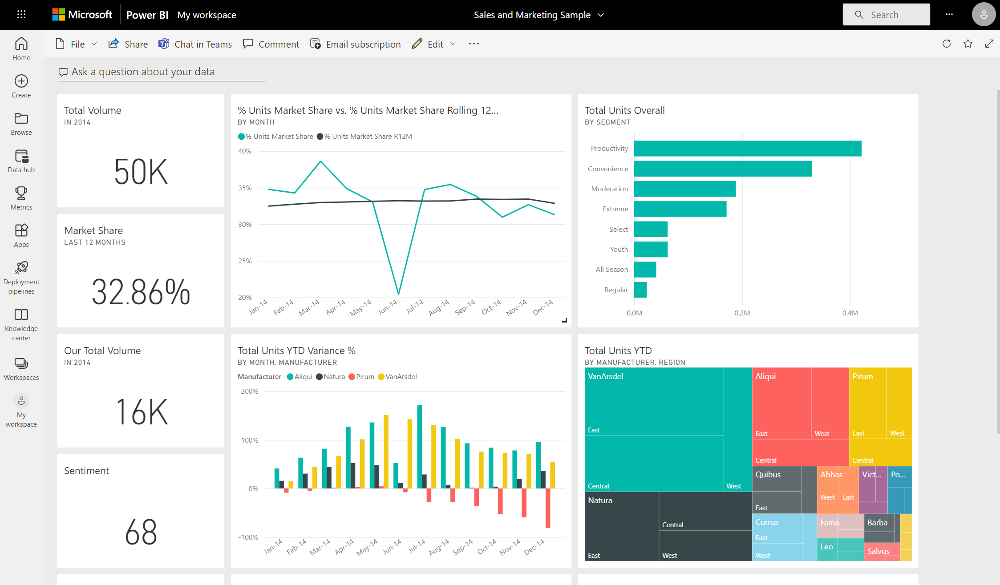 Microsoft Power BI My workspace
Sales and Marketing Sample
Search
Home
Create
Browse
Data hub
Metrics
Apps
Deployment
pipelines
Knowledge
center
Workspaces
My
workspace
File Share Chat in Teams Comment Email subscription Edit
Ask a question about your data
Total Volume
IN 2014
50K
Market Share
LAST 12 MONTHS
32.86%
Our Total Volume
IN 2014
16K
Sentiment
68
% Units Market Share vs. % Units Market Share Rolling 12...
BY MONTH
% Units Market Share % Units Market Share R12M
40%
35%
30%
25%
20%
Jan-14 Feb-14 Mar-14 Apr-14 May-14 Jun-14 Jul-14 Aug-14 Sep-14 Oct-14 Nov-14 Dec-14
Total Units Overall
BY SEGMENT
Productivity
Convenience
Moderation
Extreme
Select
Youth
All Season
Regular
0.0M 0.2M 0.4M
Total Units YTD Variance %
BY MONTH, MANUFACTURER
Manufacturer Aliqui Natura Pirum VanArsdel
200%
100%
0%
-100%
Jan-14 Feb-14 Mar-14 Apr-14 May-14 Jun-14 Jul-14 Aug-14 Sep-14 Oct-14 Nov-14 Dec-14
Total Units YTD
BY MANUFACTURER, REGION
VanArsdel
East
Central
West
Natura
East
Central
West
Aliqui
East
West
Central
Pirum
East
West
Central
Quibus
East
Abbas
West
East
Vict...
Po...
Currus
East
West
Fama
Barba
Leo
Salvus